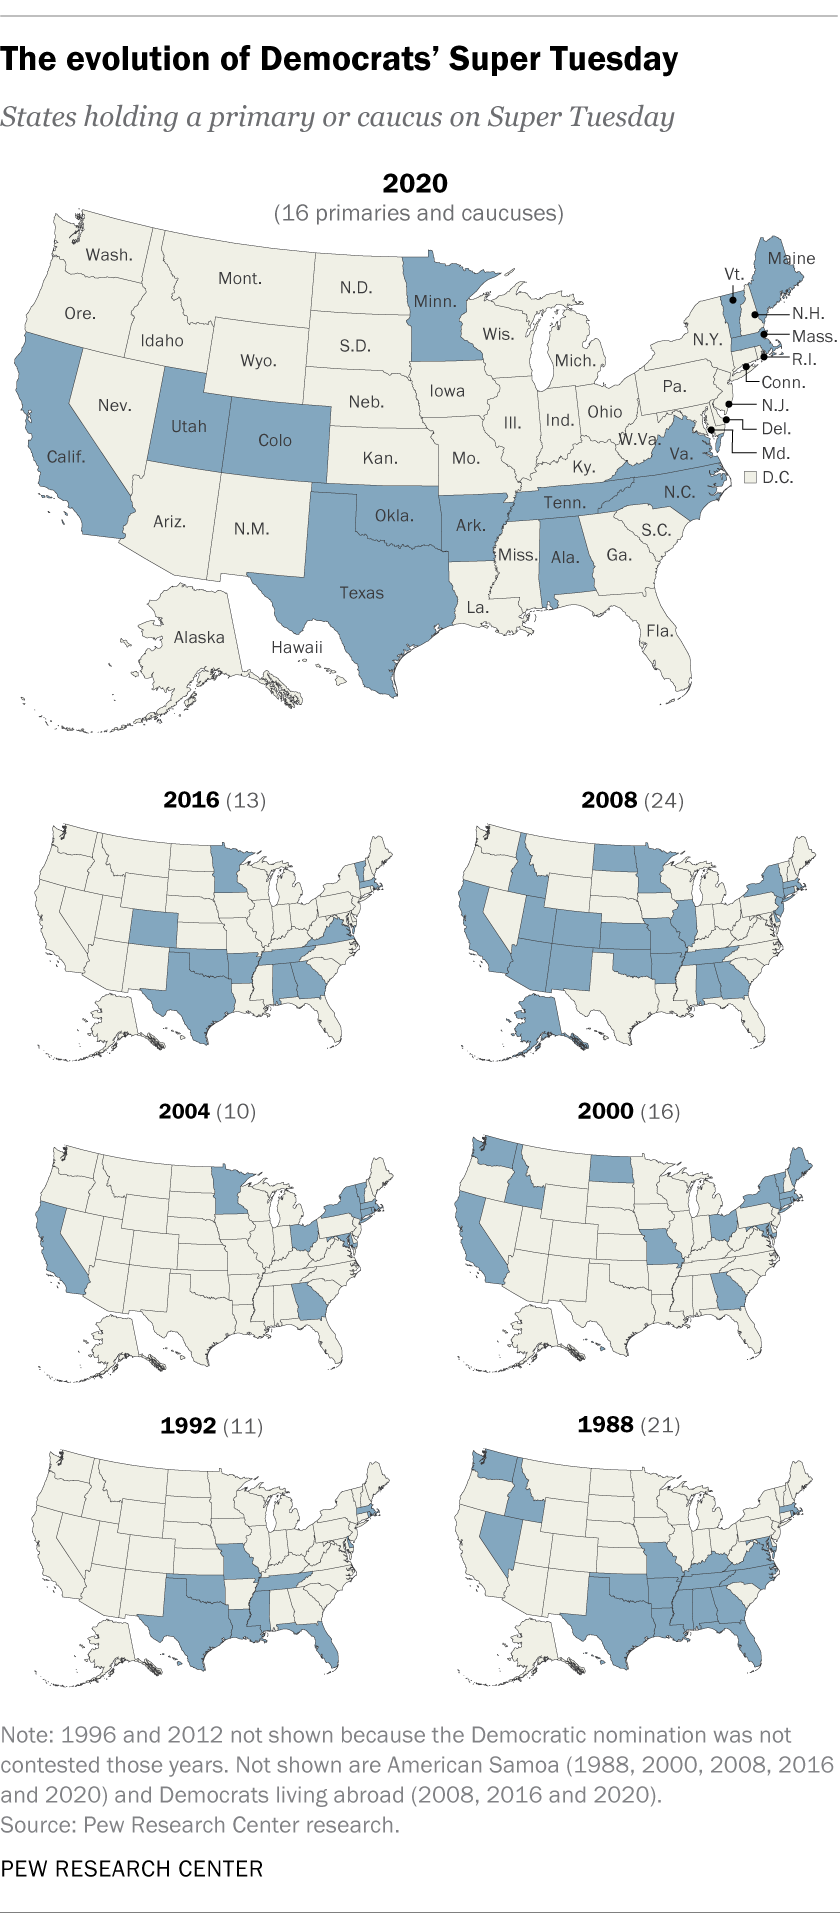 The evolution of Democrats’ Super Tuesday
States holding a primary or caucus on Super Tuesday
2020
(16 primaries and caucuses)
Wash.
Mont.
N.D.
Minn.
Vt.
Maine
Ore.
Idaho
Wyo.
S.D.
Wis.
Mich.
N.Y.
N.H.
Mass.
R.I.
Conn.
Nev.
Utah
Colo
Neb.
Iowa
Ill.
Ind.
Ohio
Pa.
N.J.
Del.
Md.
D.C.
Calif.
Kan.
Mo.
Ky.
W.Va.
Va.
Ariz.
N.M.
Okla.
Ark.
Tenn.
N.C.
S.C.
Texas
La.
Miss.
Ala.
Ga.
Fla.
Alaska
Hawaii
2016 (13)
2008 (24)
2004 (10)
2000 (16)
1992 (11)
1988 (21)
Note: 1996 and 2012 not shown because the Democratic nomination was not
contested those years. Not shown are American Samoa (1988, 2000, 2008, 2016
and 2020) and Democrats living abroad (2008, 2016 and 2020).
Source: Pew Research Center research.
PEW RESEARCH CENTER